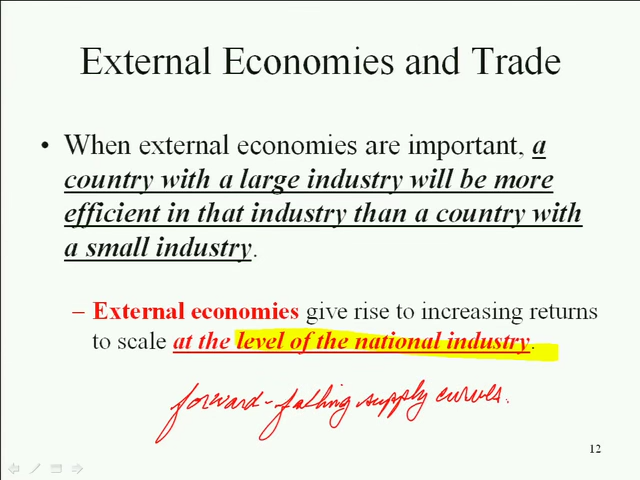 External Economies and Trade
• When external economies are important, a
country with a large industry will be more
efficient in that industry than a country with
a small industry.
– External economies give rise to increasing returns
to scale at the level of the national industry.
forward-falling supply curves.
12